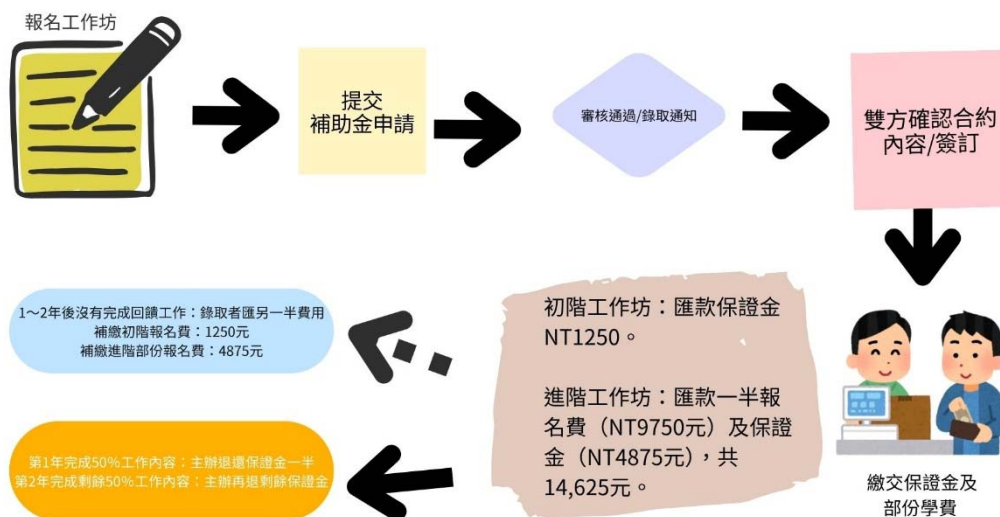 報名工作坊
提交
補助金申請
審核通過/錄取通知
雙方確認合約
內容/簽訂
繳交保證金及
部份學費
初階工作坊：匯款保證金
NT1250。
進階工作坊：匯款一半報
名費（NT9750元）及保證
金（NT4875元），共
14,625元。
1～2年後沒有完成回饋工作：錄取者匯另一半費用
補繳初階報名費：1250元
補繳進階部份報名費：4875元
第1年完成50%工作內容：主辦退還保證金一半
第2年完成剩餘50%工作內容：主辦再退剩餘保證金